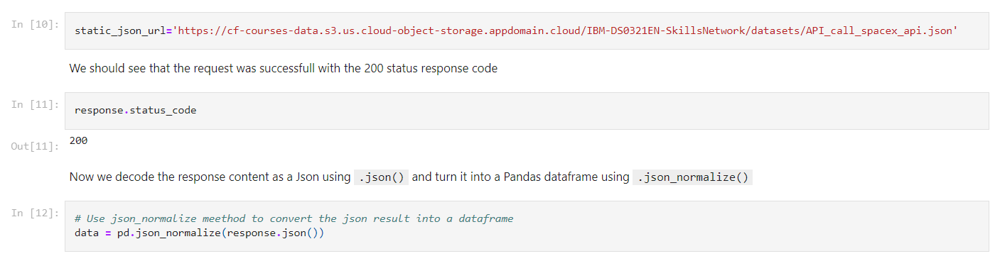 In [10]:
static_json_url='https://cf-courses-data.s3.us.cloud-object-storage.appdomain.cloud/IBM-DS0321EN-SkillsNetwork/datasets/API_call_spacex_api.json'
We should see that the request was successfull with the 200 status response code
In [11]:
response.status_code
Out[11]:
200
Now we decode the response content as a Json using .json() and turn it into a Pandas dataframe using .json_normalize()
In [12]:
# Use json_normalize meethod to convert the json result into a dataframe
data = pd.json_normalize(response.json())